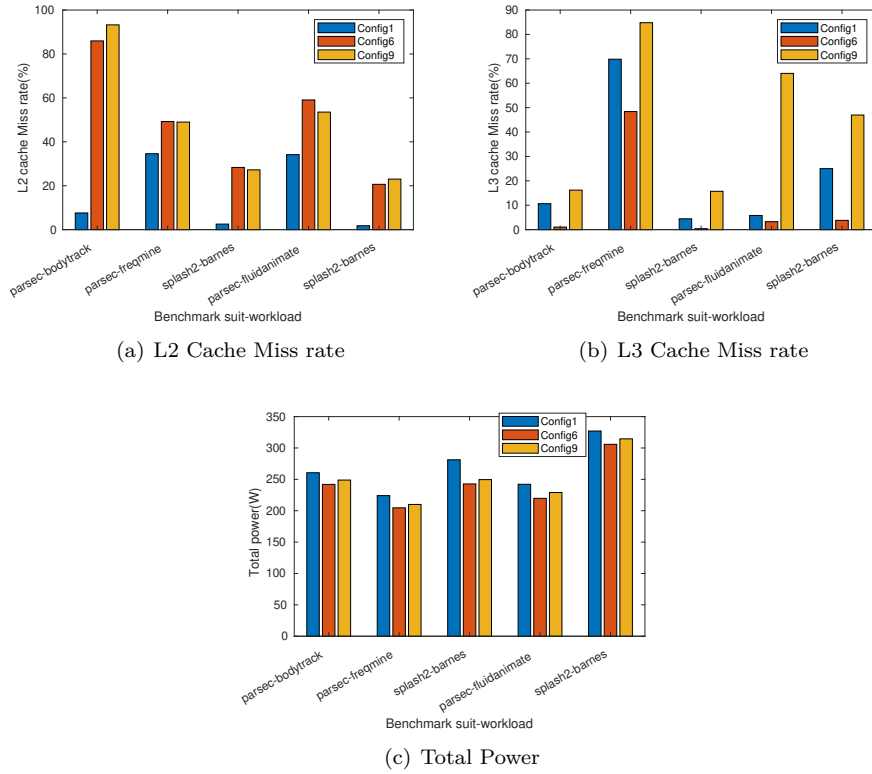 100
80
60
40
20
0
L2 cache Miss rate(%)
Config1
Config6
Config9
parsec-bodytrack
parsec-freqmine
splash2-barnes
parsec-fluidanimate
splash2-barnes
Benchmark suit-workload
(a) L2 Cache Miss rate
90
80
70
60
50
40
30
20
10
0
L3 cache Miss rate(%)
Config1
Config6
Config9
parsec-bodytrack
parsec-freqmine
splash2-barnes
parsec-fluidanimate
splash2-barnes
Benchmark suit-workload
(b) L3 Cache Miss rate
350
300
250
200
150
100
50
0
Total power(W)
Config1
Config6
Config9
parsec-bodytrack
parsec-freqmine
splash2-barnes
parsec-fluidanimate
splash2-barnes
Benchmark suit-workload
(c) Total Power